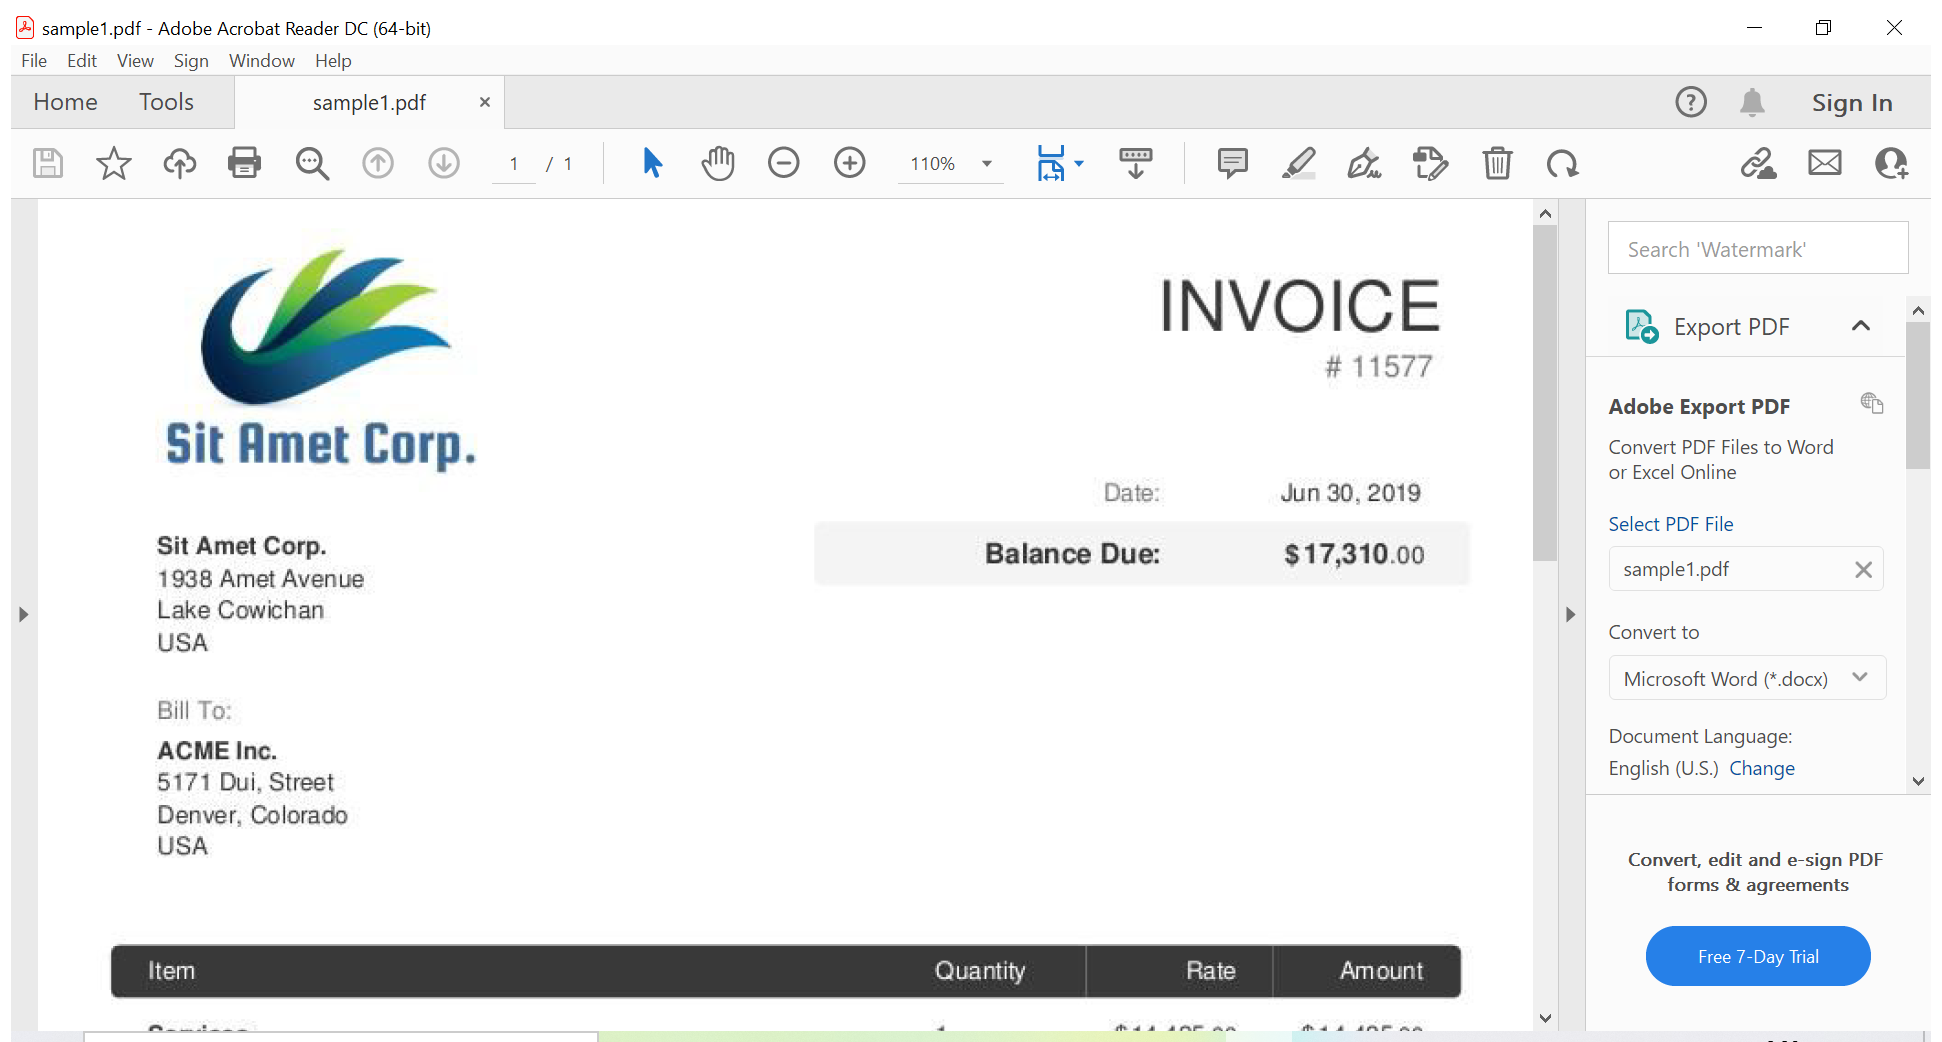 sample1.pdf - Adobe Acrobat Reader DC (64-bit)
File Edit View Sign Window Help
Home Tools sample1.pdf × ? Sign In
1 / 1 110%
Sit Amet Corp.
INVOICE
# 11577
Date: Jun 30, 2019
Balance Due: $17,310.00
Sit Amet Corp.
1938 Amet Avenue
Lake Cowichan
USA
Bill To:
ACME Inc.
5171 Dui, Street
Denver, Colorado
USA
Item Quantity Rate Amount
Search 'Watermark'
Export PDF
Adobe Export PDF
Convert PDF Files to Word
or Excel Online
Select PDF File
sample1.pdf
Convert to
Microsoft Word (*.docx)
Document Language:
English (U.S.) Change
Convert, edit and e-sign PDF
forms & agreements
Free 7-Day Trial